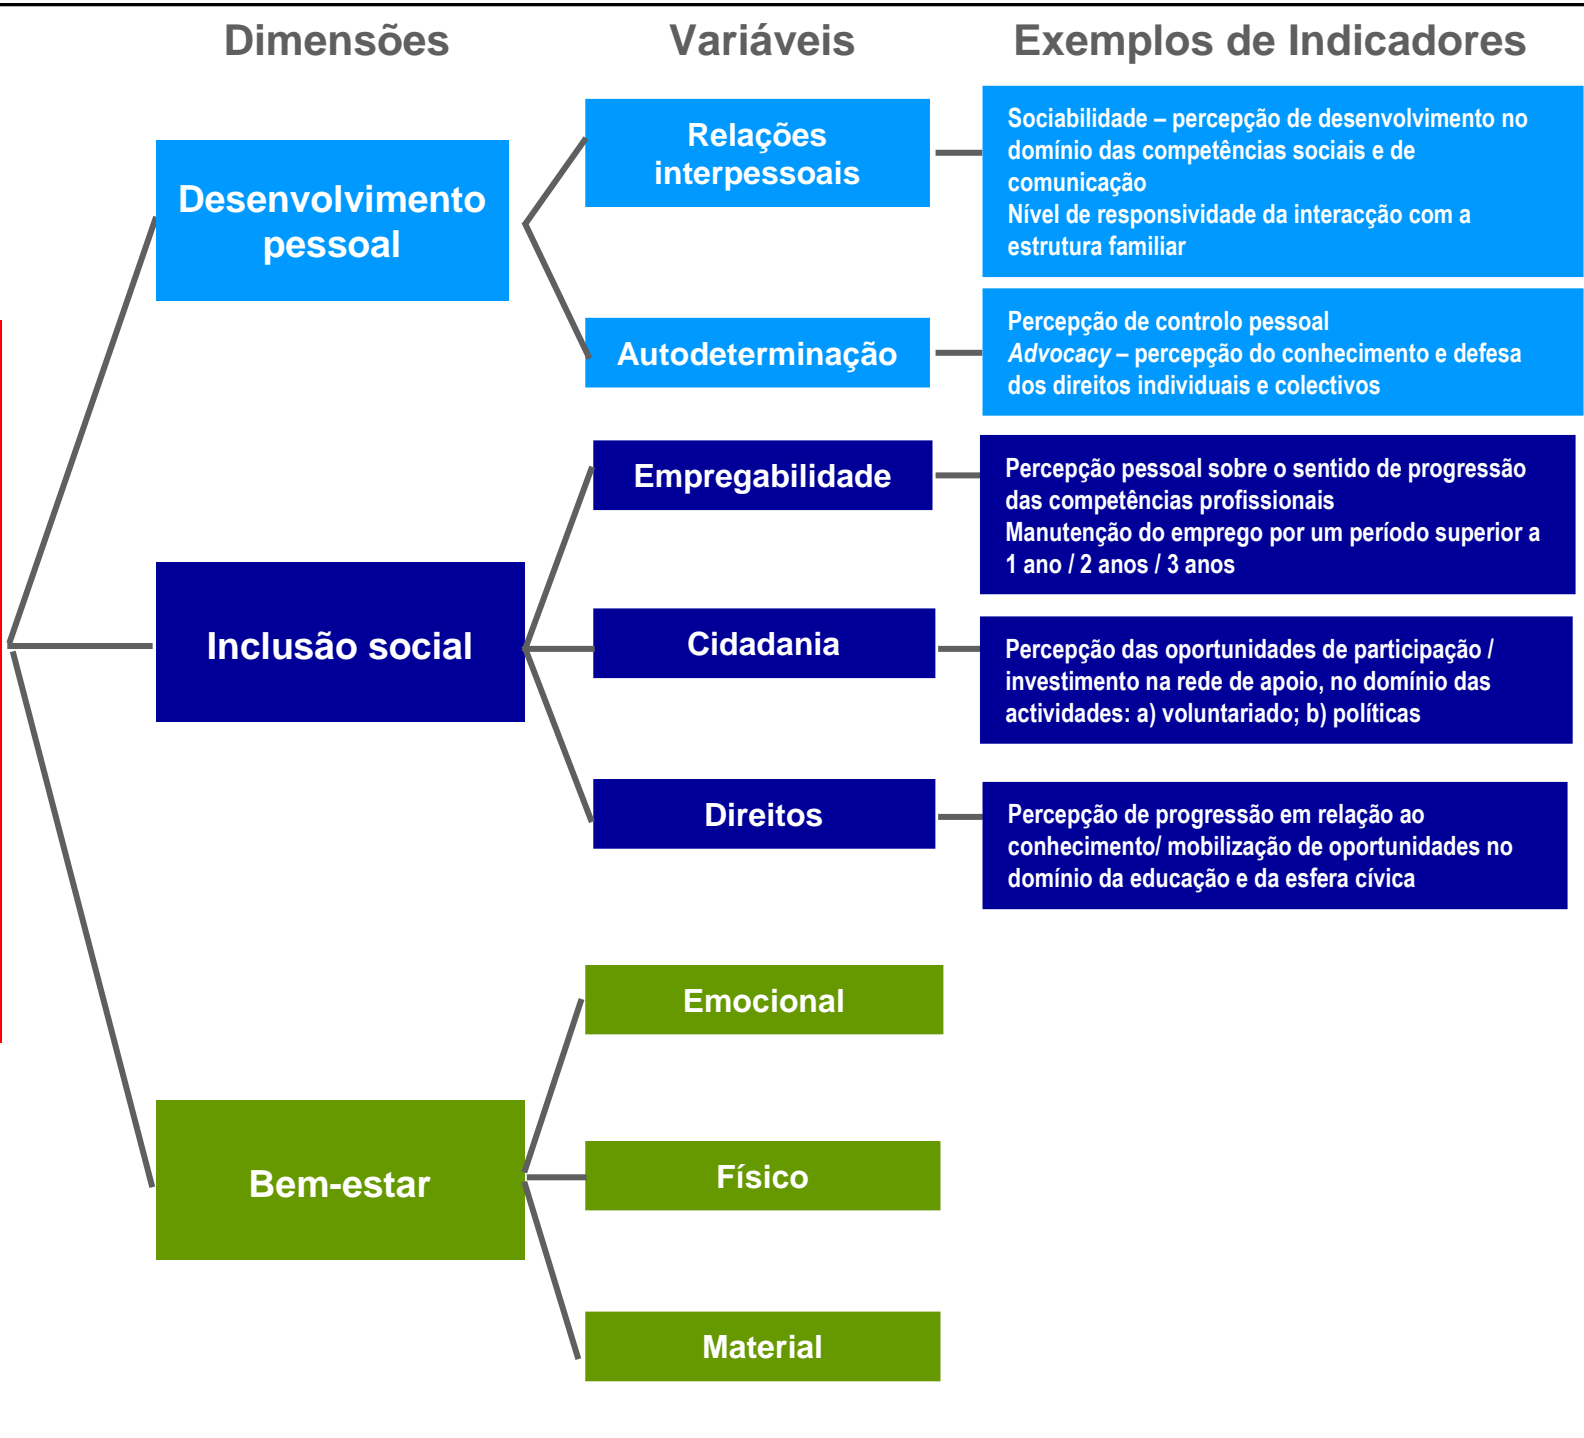 Dimensões
Variáveis
Exemplos de Indicadores
Desenvolvimento
pessoal
Relações
interpessoais
Sociabilidade – percepção de desenvolvimento no
domínio das competências sociais e de
comunicação
Nível de responsividade da interacção com a
estrutura familiar
Autodeterminação
Percepção de controlo pessoal
Advocacy – percepção do conhecimento e defesa
dos direitos individuais e colectivos
Inclusão social
Empregabilidade
Percepção pessoal sobre o sentido de progressão
das competências profissionais
Manutenção do emprego por um período superior a
1 ano / 2 anos / 3 anos
Cidadania
Percepção das oportunidades de participação /
investimento na rede de apoio, no domínio das
actividades: a) voluntariado; b) políticas
Direitos
Percepção de progressão em relação ao
conhecimento/ mobilização de oportunidades no
domínio da educação e da esfera cívica
Bem-estar
Emocional
Físico
Material